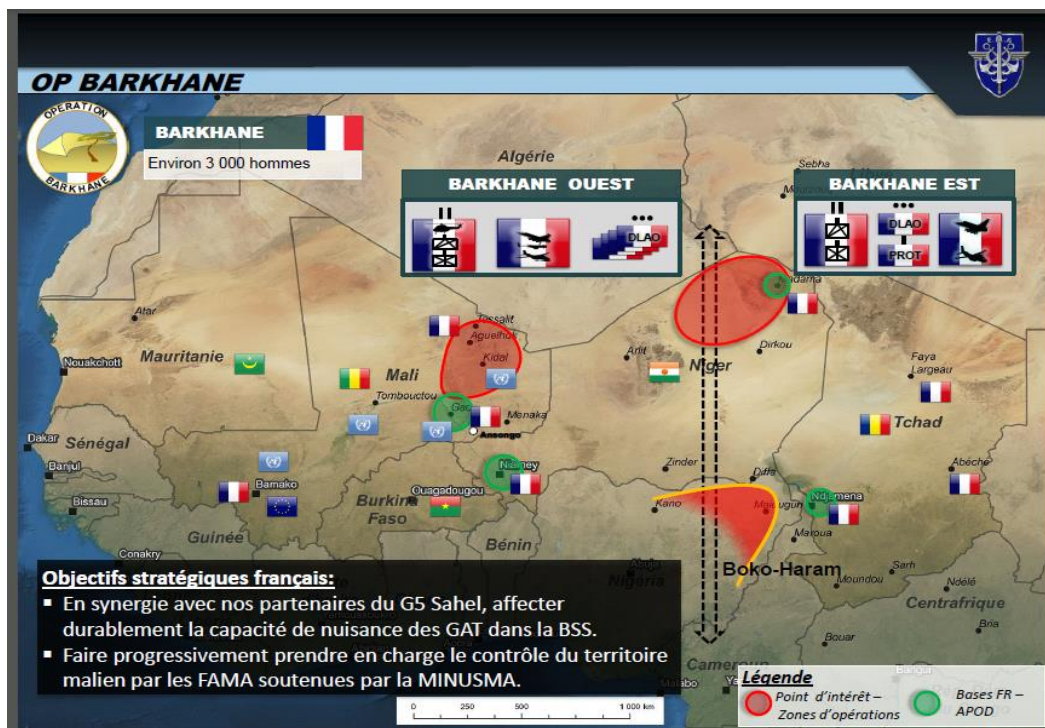 OP BARKHANE
OPERATION
BARKHANE
BARKHANE
Environ 3 000 hommes
Algérie
Sebha
BARKHANE OUEST
DLAO
BARKHANE EST
DLAO
PROT
Atar
Tessalit
Aguelhok
Kidal
Dirkou
Arlit
Niger
Nouakchott
Mauritanie
Mali
Tombouctou
Gao
Menaka
Ansongo
Faya
Largeau
Tchad
Dakar
Sénégal
Banjul
Bissau
Bamako
Niamey
Zinder
Diffa
Abéché
Ouagadougou
Burkina
Faso
Kano
Ndjamena
Guinée
Bénin
Maroua
Conakry
Boko-Haram
Nigéria
Moundou
Sarh
Ndélé
Centrafrique
Bouar
Bria
Cameroun
Objectifs stratégiques français:
▪ En synergie avec nos partenaires du G5 Sahel, affecter
durablement la capacité de nuisance des GAT dans la BSS.
▪ Faire progressivement prendre en charge le contrôle du territoire
malien par les FAMA soutenues par la MINUSMA.
0 250 500 1 000 km
Légende
Point d'intérêt –
Zones d'opérations
Bases FR –
APOD